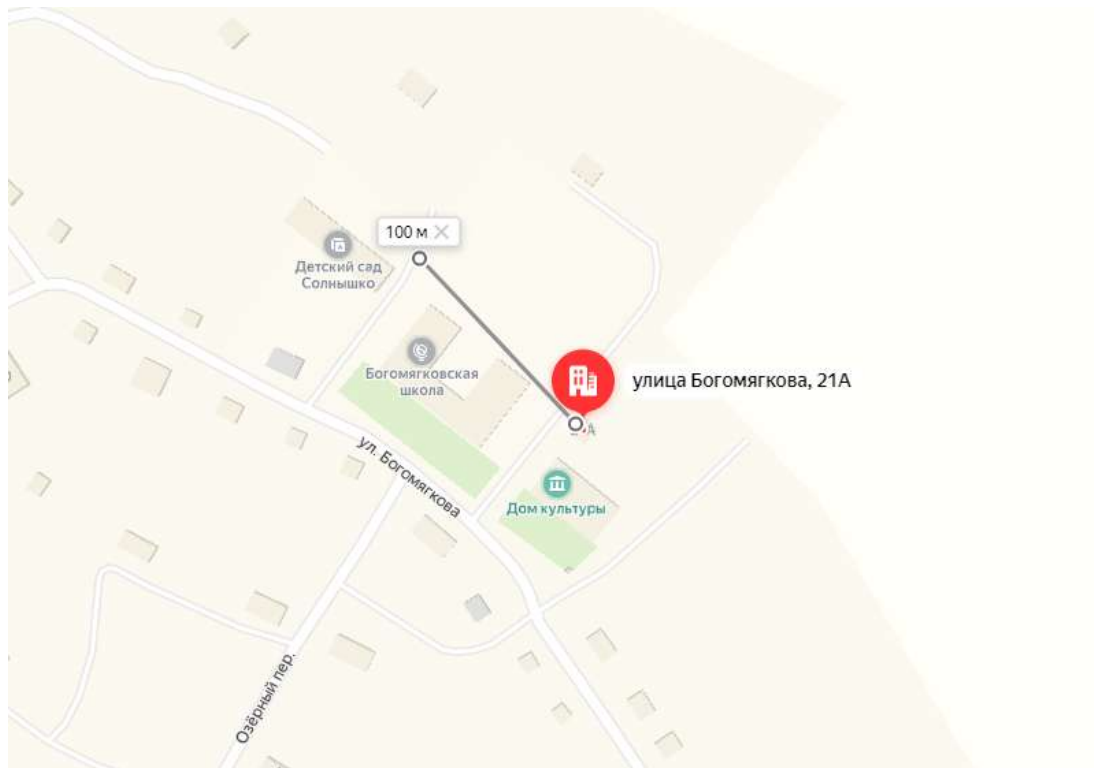 100 м
Детский сад
Солнышко
Богомягковская
школа
улица Богомягкова, 21А
ул. Богомягкова
Дом культуры
Озёрный пер.